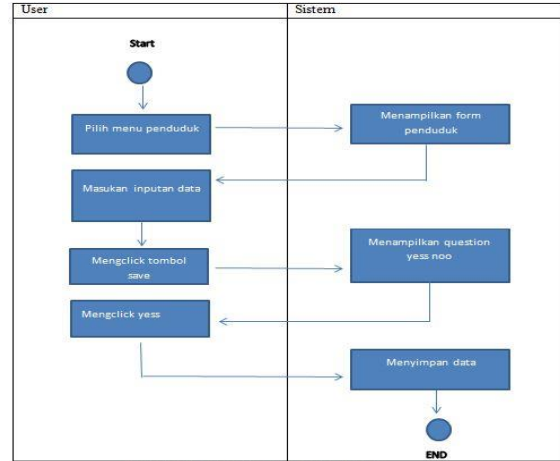 User
Sistem
Start
Pilih menu penduduk
Menampilkan form
penduduk
Masukan inputan data
Mengclick tombol
save
Menampilkan question
yess noo
Mengclick yess
Menyimpan data
END